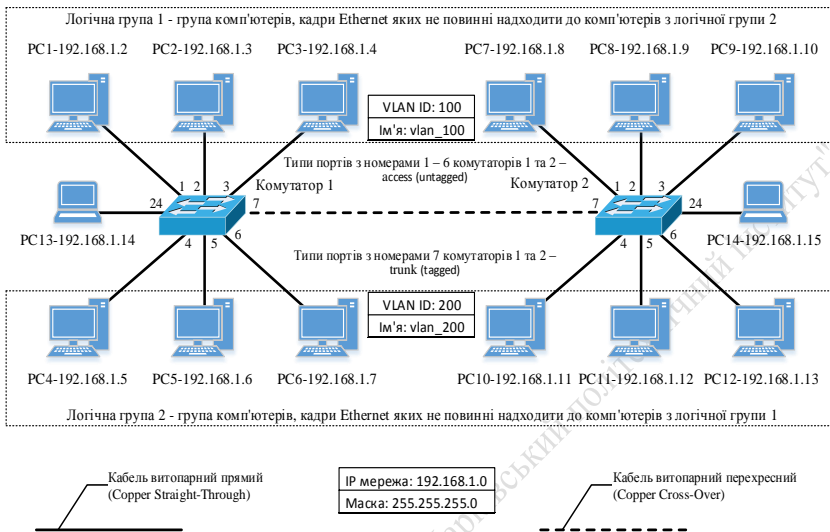 Логічна група 1 - група комп'ютерів, кадри Ethernet яких не повинні надходити до комп'ютерів з логічної групи 2
PC1-192.168.1.2
PC2-192.168.1.3
PC3-192.168.1.4
PC7-192.168.1.8
PC8-192.168.1.9
PC9-192.168.1.10
VLAN ID: 100
Ім'я: vlan_100
Типи портів з номерами 1 – 6 комутаторів 1 та 2 –
access (untagged)
1 2 3
Комутатор 1
Комутатор 2
1 2 3
24
7
7
24
PC13-192.168.1.14
PC14-192.168.1.15
4 5 6
4 5 6
Типи портів з номерами 7 комутаторів 1 та 2 –
trunk (tagged)
VLAN ID: 200
Ім'я: vlan_200
PC4-192.168.1.5
PC5-192.168.1.6
PC6-192.168.1.7
PC10-192.168.1.11
PC11-192.168.1.12
PC12-192.168.1.13
Логічна група 2 - група комп'ютерів, кадри Ethernet яких не повинні надходити до комп'ютерів з логічної групи 1
Кабель витопарний прямий
(Copper Straight-Through)
IP мережа: 192.168.1.0
Маска: 255.255.255.0
Кабель витопарний перехресний
(Copper Cross-Over)